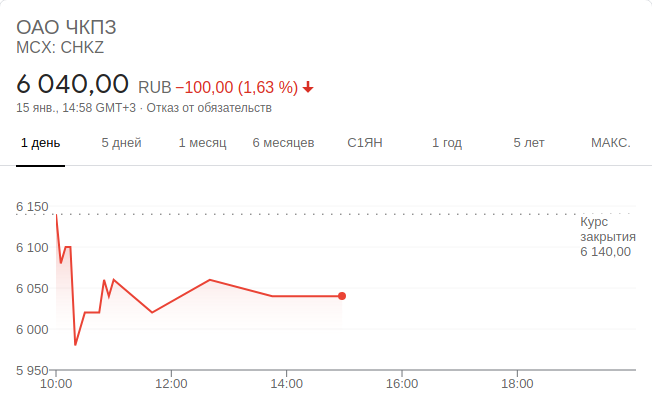 ОАО ЧКПЗ
MCX: CHKZ
6 040,00 RUB −100,00 (1,63 %)
15 янв., 14:58 GMT+3 · Отказ от обязательств
1 день 5 дней 1 месяц 6 месяцев С1ЯН 1 год 5 лет МАКС.
6 150
Курс
закрытия
6 140,00
6 100
6 050
6 000
5 950
10:00 12:00 14:00 16:00 18:00